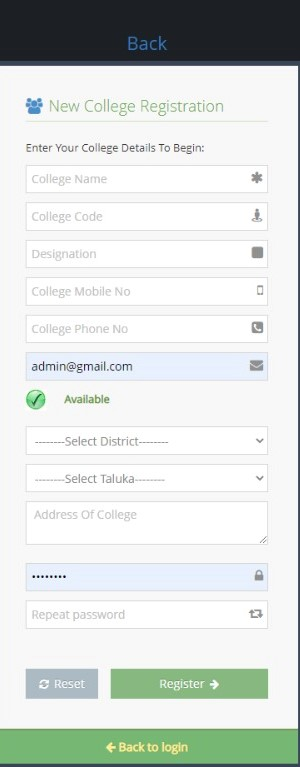 Back
New College Registration
Enter Your College Details To Begin:
College Name
College Code
Designation
College Mobile No
College Phone No
admin@gmail.com
Available
--------Select District--------
--------Select Taluka--------
Address Of College
••••••••
Repeat password
Reset
Register
Back to login